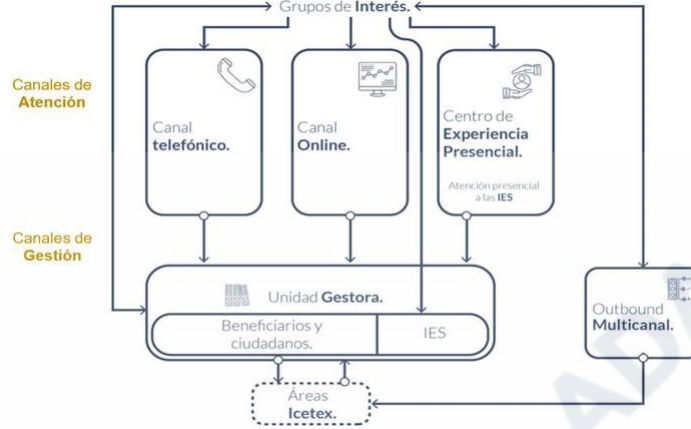 Grupos de Interés.
Canales de
Atención
Canal
telefónico.
Canal
Online.
Centro de
Experiencia
Presencial.
Atención presencial
a las IES
Canales de
Gestión
Unidad Gestora.
Beneficiarios y
ciudadanos.
IES
Outbound
Multicanal.
Áreas
Icetex.
ADA